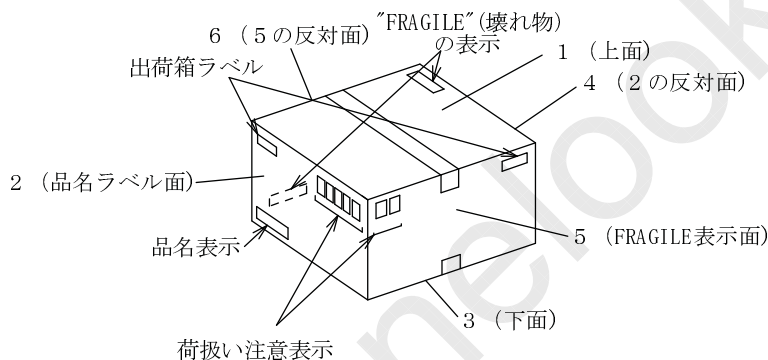 "FRAGILE"(壊れ物)
の表示
6 (5の反対面)
1 (上面)
出荷箱ラベル
4 (2の反対面)
2 (品名ラベル面)
5 (FRAGILE表示面)
品名表示
3 (下面)
荷扱い注意表示
nelook